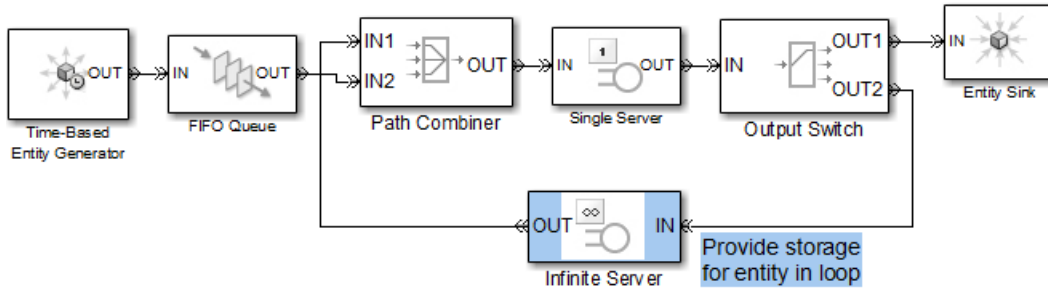 OUT
Time-Based
Entity Generator
IN
OUT
FIFO Queue
IN1
IN2
OUT
Path Combiner
IN
1
OUT
Single Server
IN
OUT1
OUT2
Output Switch
IN
Entity Sink
OUT
∞
IN
Infinite Server
Provide storage
for entity in loop